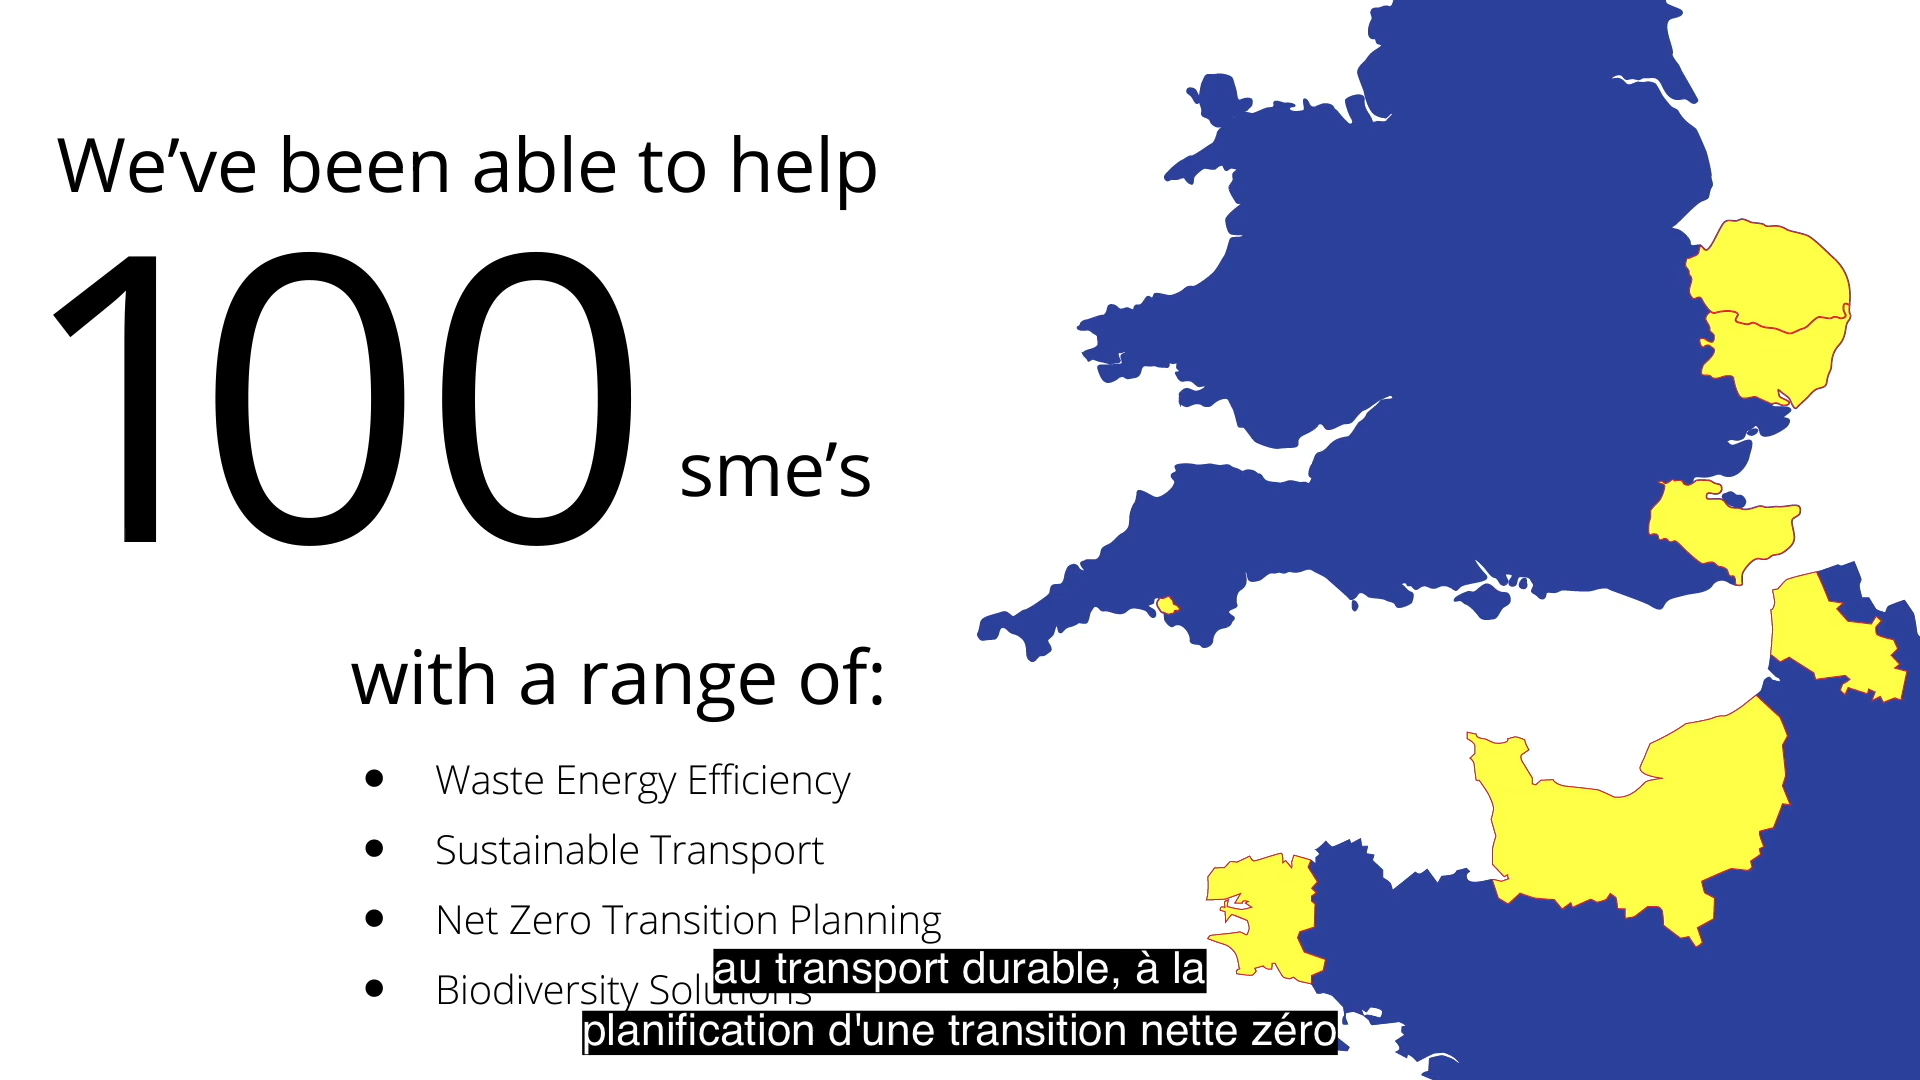 We’ve been able to help
100 sme’s
with a range of:
• Waste Energy Efficiency
• Sustainable Transport
• Net Zero Transition Planning
• Biodiversity Solutions
au transport durable, à la
planification d'une transition nette zéro